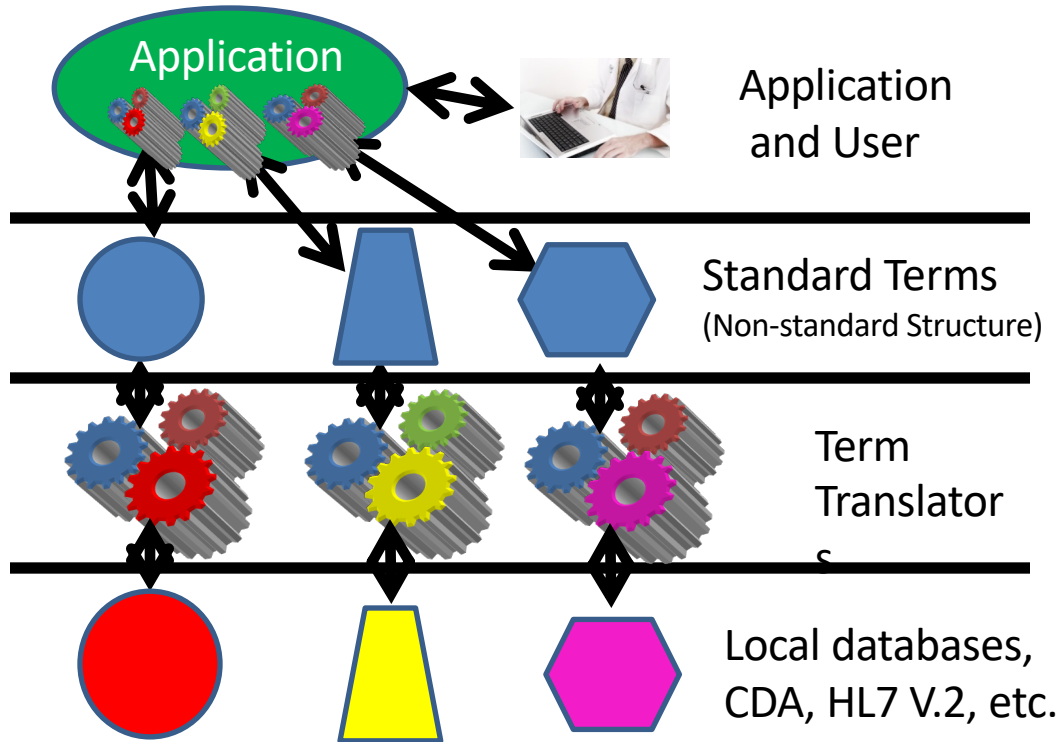 Application
Application
and User
Standard Terms
(Non-standard Structure)
Term
Translator
s
Local databases,
CDA, HL7 V.2, etc.